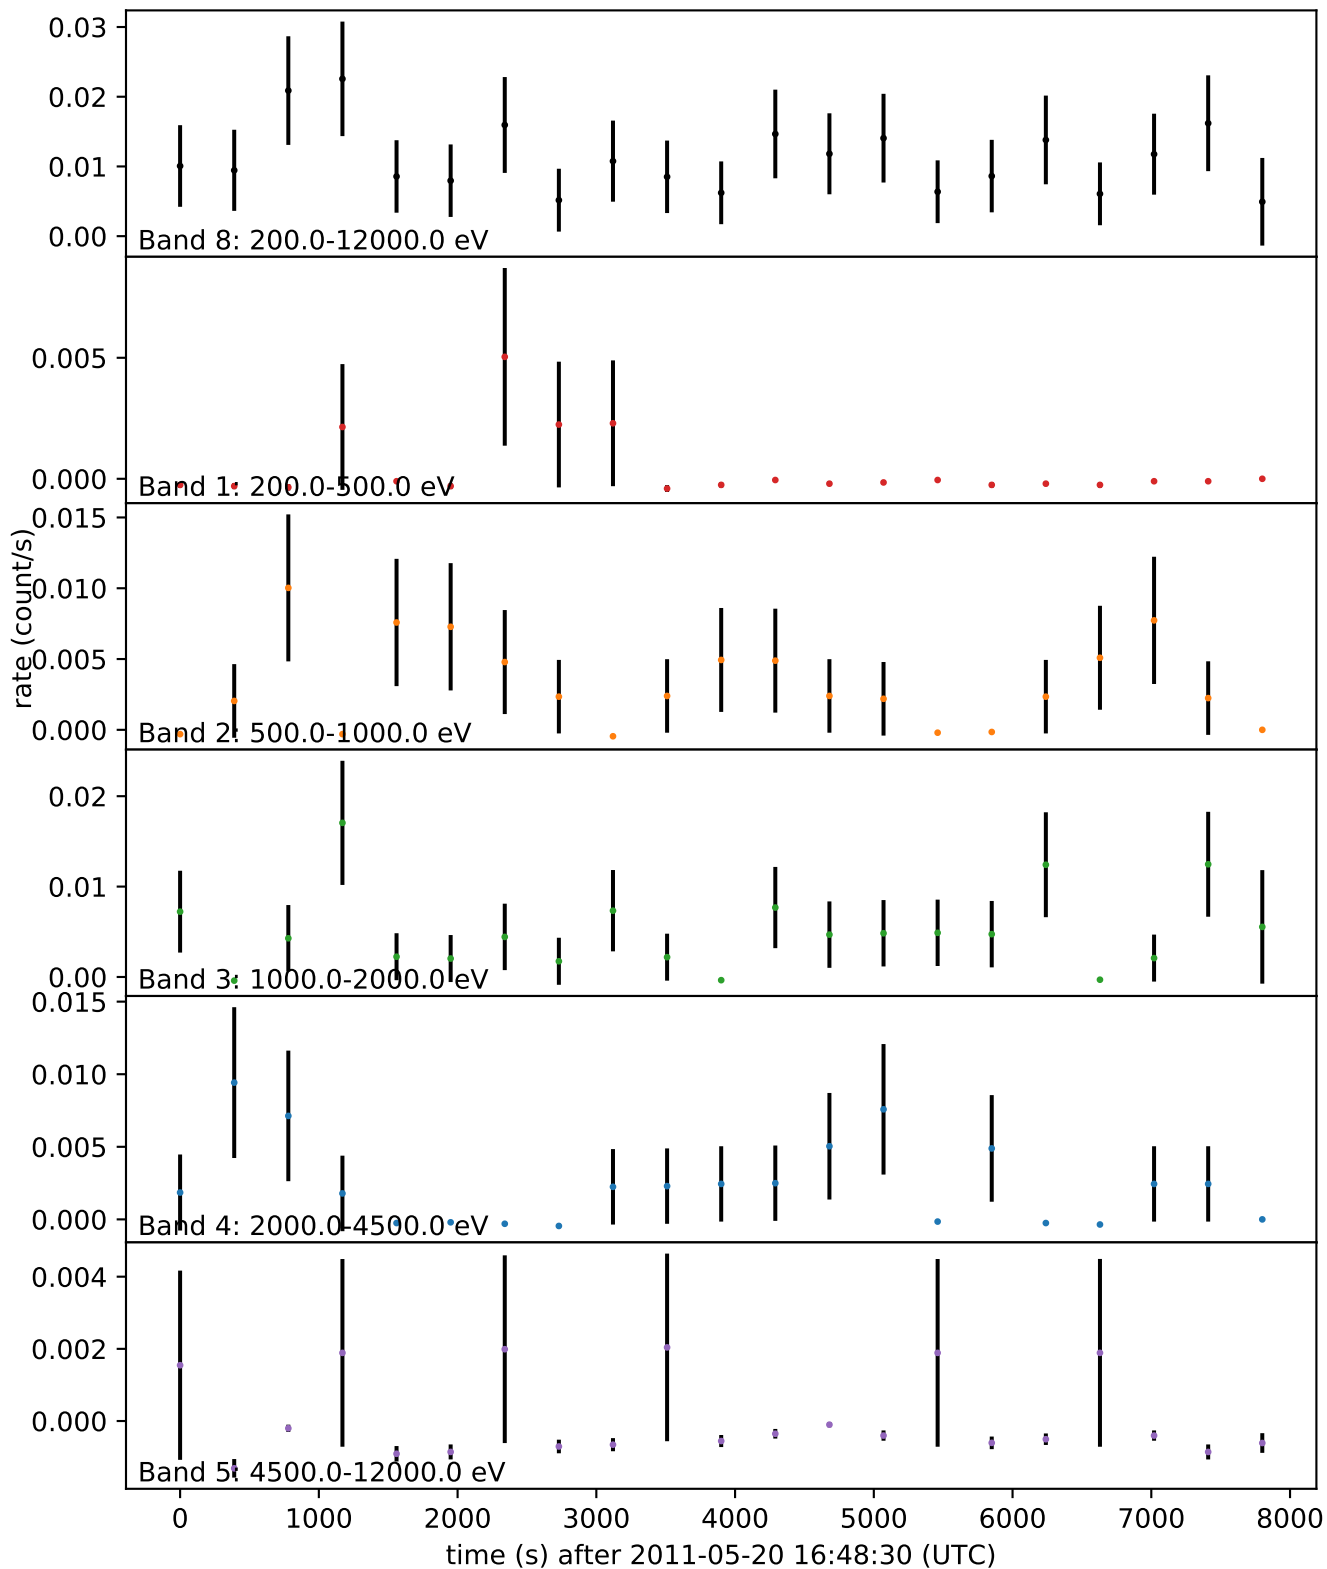 0.03
0.02
0.01
0.00
Band 8: 200.0-12000.0 eV
0.005
0.000
Band 1: 200.0-500.0 eV
rate (count/s)
0.015
0.010
0.005
0.000
Band 2: 500.0-1000.0 eV
0.02
0.01
0.00
Band 3: 1000.0-2000.0 eV
0.015
0.010
0.005
0.000
Band 4: 2000.0-4500.0 eV
0.004
0.002
0.000
Band 5: 4500.0-12000.0 eV
0 1000 2000 3000 4000 5000 6000 7000 8000
time (s) after 2011-05-20 16:48:30 (UTC)